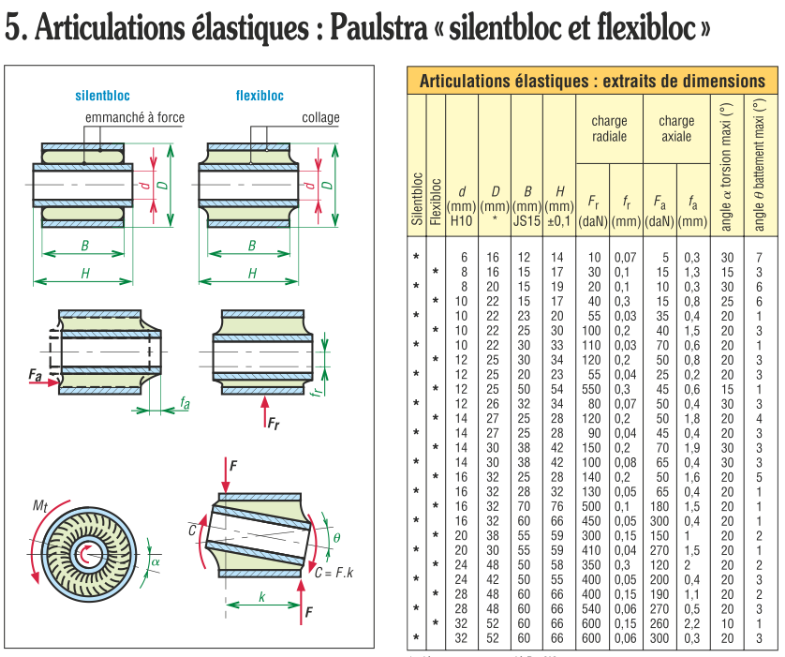 5. Articulations élastiques : Paulstra « silentbloc et flexibloc »
silentbloc
flexibloc
emmanché à force
collage
d
D
d
D
B
B
H
H
Fa
fa
Fr
fr
Mt
α
F
C
θ
C = F.k
k
F
Articulations élastiques : extraits de dimensions
charge radiale
charge axiale
Silentbloc
Flexibloc
d (mm) H10
D (mm) *
B (mm) JS15
H (mm) ±0,1
Fr (daN)
fr (mm)
Fa (daN)
fa (mm)
angle α torsion maxi (°)
angle θ battement maxi (°)
* 6 16 12 14 10 0,07 5 0,3 30 7
* 8 16 15 17 30 0,1 15 1,3 15 3
* 8 20 15 19 20 0,1 10 0,3 30 6
* 10 22 15 17 40 0,3 15 0,8 25 6
* 10 22 23 20 55 0,03 35 0,4 20 1
* 10 22 25 30 100 0,2 40 1,5 20 3
* 10 22 30 33 110 0,03 70 0,6 20 1
* 12 25 30 34 120 0,2 50 0,8 20 3
* 12 25 20 23 55 0,04 25 0,2 20 3
* 12 25 50 54 550 0,3 45 0,6 15 1
* 12 26 32 34 80 0,07 50 0,4 30 3
* 14 27 25 28 120 0,2 50 1,8 20 4
* 14 27 25 28 90 0,04 45 0,4 20 3
* 14 30 38 42 150 0,2 70 1,9 30 3
* 14 30 38 42 100 0,08 65 0,4 30 3
* 16 32 25 28 140 0,2 50 1,6 20 5
* 16 32 28 32 130 0,05 65 0,4 20 1
* 16 32 70 76 500 0,1 180 1,5 20 1
* 16 32 60 66 450 0,05 300 0,4 20 1
* 20 38 55 59 300 0,15 150 1 20 2
* 20 30 55 59 410 0,04 270 1,5 20 1
* 24 48 50 58 350 0,3 120 2 20 2
* 24 42 50 55 400 0,05 200 0,4 20 3
* 28 48 60 66 400 0,15 190 1,1 20 2
* 28 48 60 66 540 0,06 270 0,5 20 3
* 32 52 60 66 600 0,15 260 2,2 10 1
* 32 52 60 66 600 0,06 300 0,3 20 3